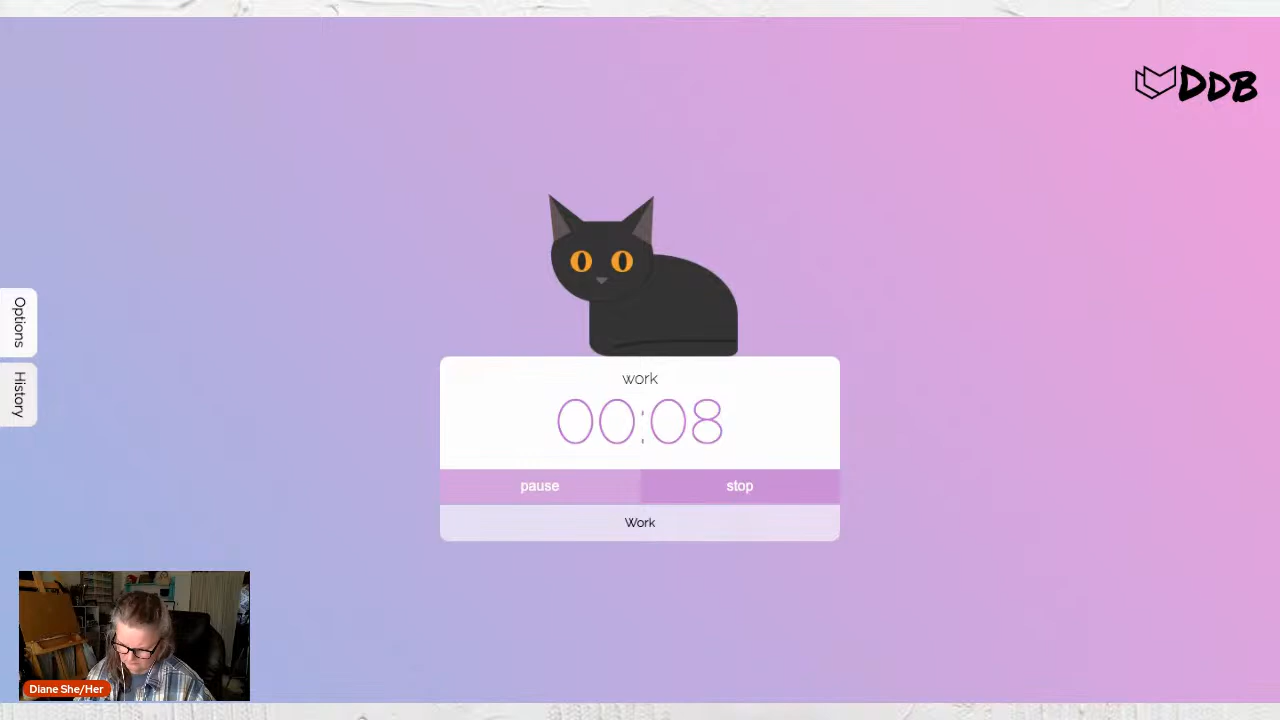 DDB
Options
History
work
00:08
pause
stop
Work
Diane She/Her